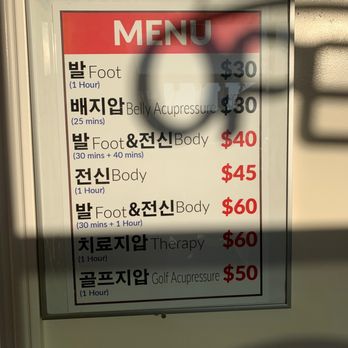 MENU
발 Foot $30
(1 Hour)
배지압 Belly Acupressure $30
(25 mins)
발 Foot & 전신 Body $40
(30 mins + 40 mins)
전신 Body $45
(1 Hour)
발 Foot & 전신 Body $60
(30 mins + 1 Hour)
치료지압 Therapy $60
(1 Hour)
골프지압 Golf Acupressure $50
(1 Hour)